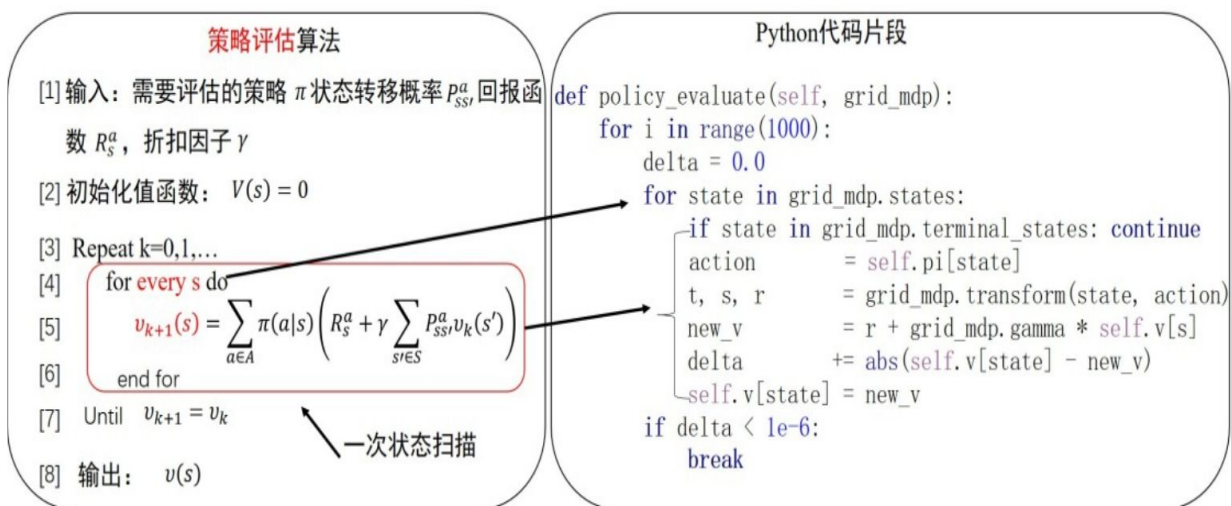 策略评估算法
[1] 输入：需要评估的策略 π 状态转移概率 P^a_{ss'}, 回报函
数 R^a_s，折扣因子 γ
[2] 初始化值函数： V(s) = 0
[3] Repeat k=0,1,…
[4] for every s do
[5] υ_{k+1}(s) = ∑_{a∈A} π(a|s) (R^a_s + γ ∑_{s'∈S} P^a_{ss'} υ_k(s'))
[6] end for
[7] Until υ_{k+1} = υ_k
一次状态扫描
[8] 输出： υ(s)
Python代码片段
def policy_evaluate(self, grid_mdp):
for i in range(1000):
delta = 0.0
for state in grid_mdp.states:
if state in grid_mdp.terminal_states: continue
action = self.pi[state]
t, s, r = grid_mdp.transform(state, action)
new_v = r + grid_mdp.gamma * self.v[s]
delta += abs(self.v[state] - new_v)
self.v[state] = new_v
if delta < 1e-6:
break